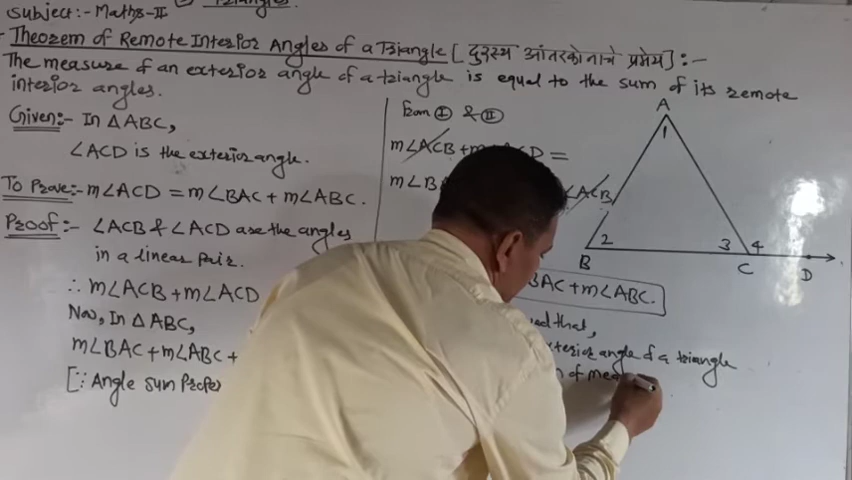 Subject:- Maths-II
Triangles.
Theorem of Remote Interior Angles of a Triangle [ दुरस्थ आंतरकोनाचे प्रमेय ] :-
The measure of an exterior angle of a triangle is equal to the sum of its remote
interior angles.
Given:- In △ABC,
∠ACD is the exterior angle.
To Prove:- m∠ACD = m∠BAC + m∠ABC.
Proof:- ∠ACB & ∠ACD are the angles
in a linear pair.
∴ m∠ACB + m∠ACD
Now, In △ABC,
m∠BAC + m∠ABC +
[∵ Angle sum Proper
from Ⓘ & Ⓘ︎Ⓘ
m∠ACB + m CD =
m∠B ∠ACB
BAC + m∠ABC.
d that,
xterior angle of a triangle
of mea
A
1
2
3
4
B
C
D